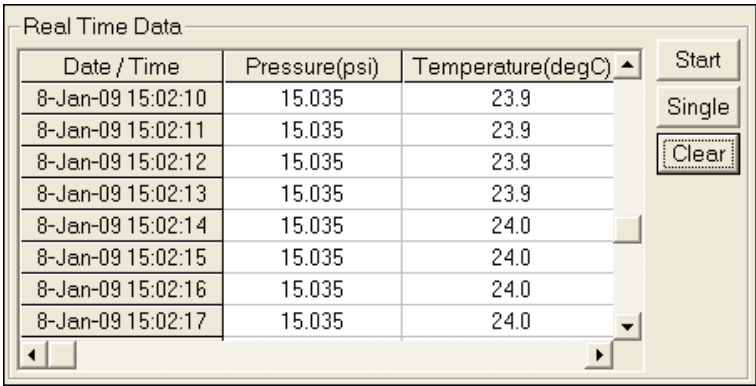 Real Time Data
Date / Time Pressure(psi) Temperature(degC)
8-Jan-09 15:02:10 15.035 23.9
8-Jan-09 15:02:11 15.035 23.9
8-Jan-09 15:02:12 15.035 23.9
8-Jan-09 15:02:13 15.035 23.9
8-Jan-09 15:02:14 15.035 24.0
8-Jan-09 15:02:15 15.035 24.0
8-Jan-09 15:02:16 15.035 24.0
8-Jan-09 15:02:17 15.035 24.0
Start
Single
Clear